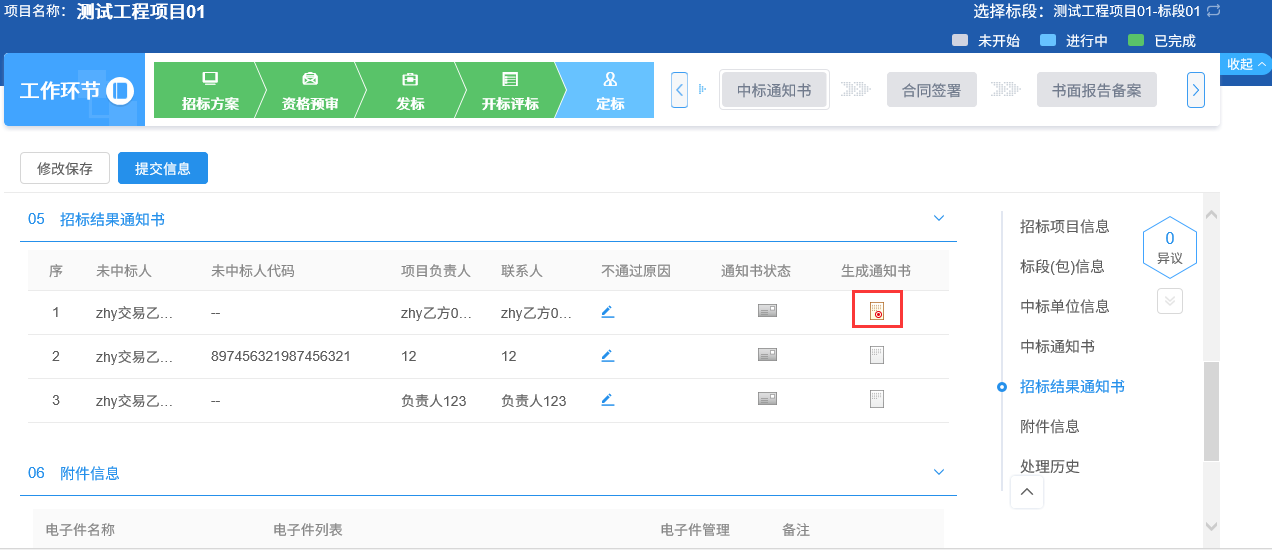 项目名称： 测试工程项目01
选择标段：测试工程项目01-标段01
未开始 进行中 已完成
收起
工作环节
招标方案 资格预审 发标 开标评标 定标
中标通知书 合同签署 书面报告备案
修改保存 提交信息
05 招标结果通知书
序 未中标人 未中标人代码 项目负责人 联系人 不通过原因 通知书状态 生成通知书
1 zhy交易乙... -- zhy乙方0... zhy乙方0...
2 zhy交易乙... 897456321987456321 12 12
3 zhy交易乙... -- 负责人123 负责人123
06 附件信息
电子件名称 电子件列表 电子件管理 备注
招标项目信息
标段(包)信息
中标单位信息
中标通知书
招标结果通知书
附件信息
处理历史
0
异议